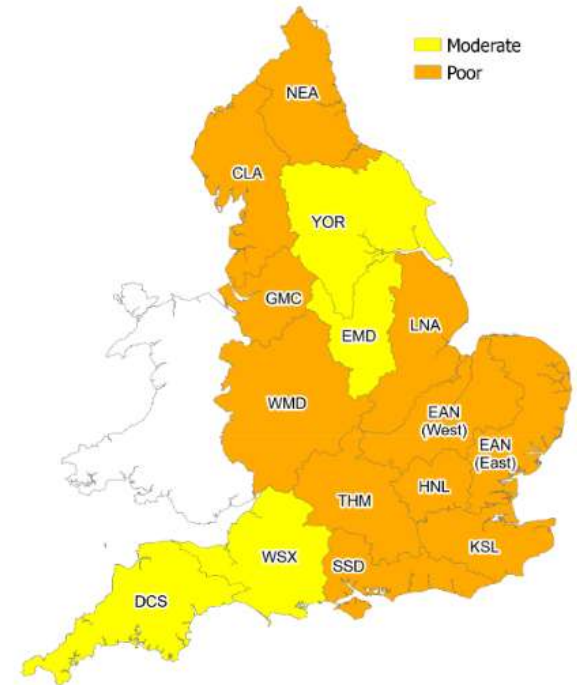 Moderate
Poor
NEA
CLA
YOR
GMC
EMD
LNA
WMD
EAN
(West)
EAN
(East)
HNL
THM
KSL
WSX
SSD
DCS